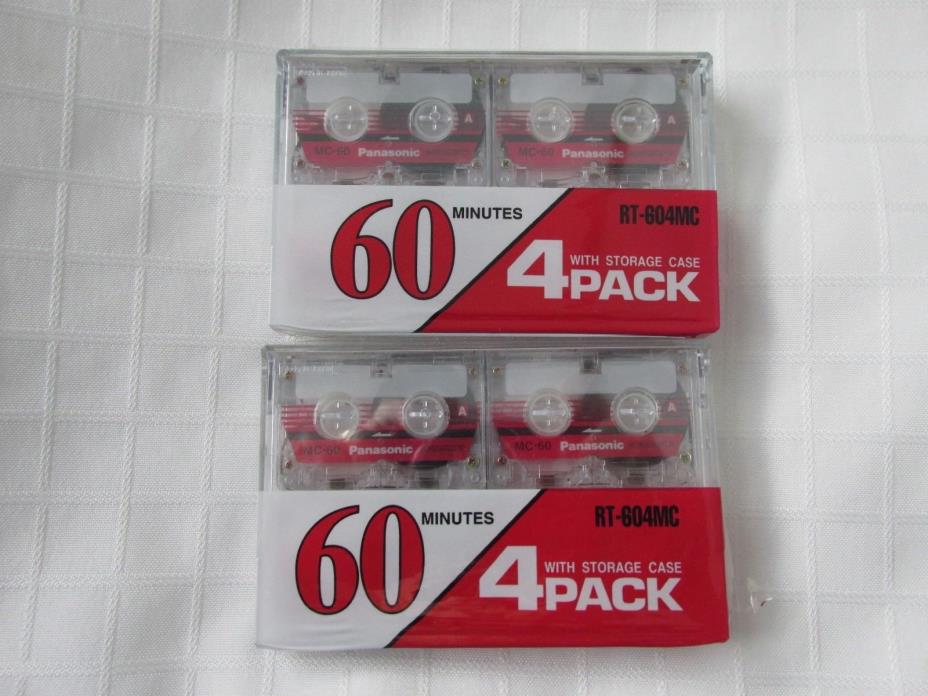 MC-60 Panasonic A
MC-60 Panasonic A
60 MINUTES
RT-604MC
WITH STORAGE CASE
4 PACK
MC-60 Panasonic A
MC-60 Panasonic A
60 MINUTES
RT-604MC
WITH STORAGE CASE
4 PACK